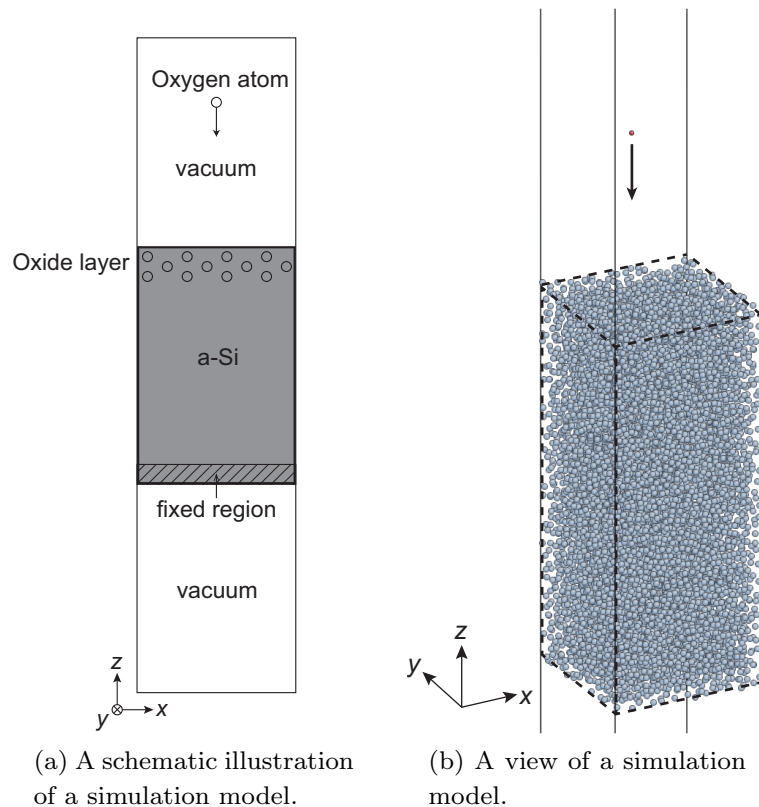 Oxygen atom
vacuum
Oxide layer
a-Si
fixed region
vacuum
z
y
x
z
y
x
(a) A schematic illustration
of a simulation model.
(b) A view of a simulation
model.